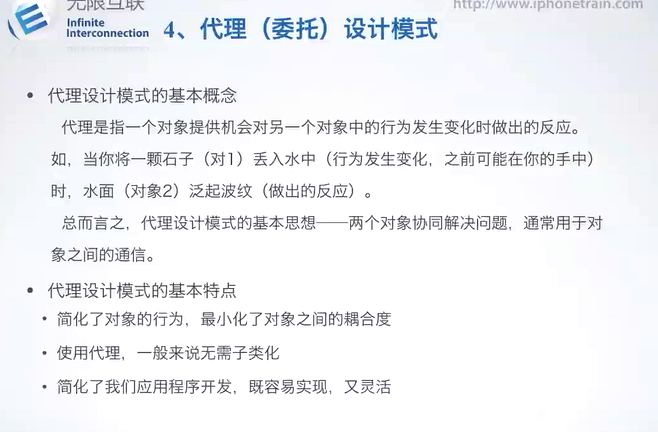 无限互联
Infinite
Interconnection
http://www.iphonetrain.com/
4、代理（委托）设计模式
• 代理设计模式的基本概念
代理是指一个对象提供机会对另一个对象中的行为发生变化时做出的反应。
如，当你将一颗石子（对1）丢入水中（行为发生变化，之前可能在你的手中）
时，水面（对象2）泛起波纹（做出的反应）。
总而言之，代理设计模式的基本思想——两个对象协同解决问题，通常用于对
象之间的通信。
• 代理设计模式的基本特点
• 简化了对象的行为，最小化了对象之间的耦合度
• 使用代理，一般来说无需子类化
• 简化了我们应用程序开发，既容易实现，又灵活